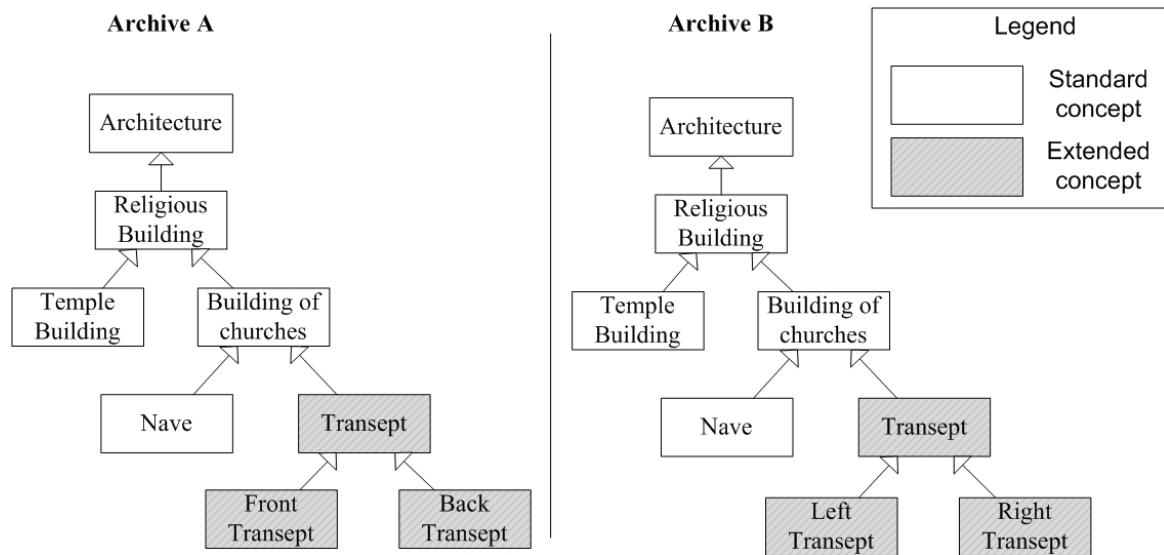 Archive A
Architecture
Religious
Building
Temple
Building
Building of
churches
Nave
Transept
Front
Transept
Back
Transept
Archive B
Architecture
Religious
Building
Temple
Building
Building of
churches
Nave
Transept
Left
Transept
Right
Transept
Legend
Standard
concept
Extended
concept